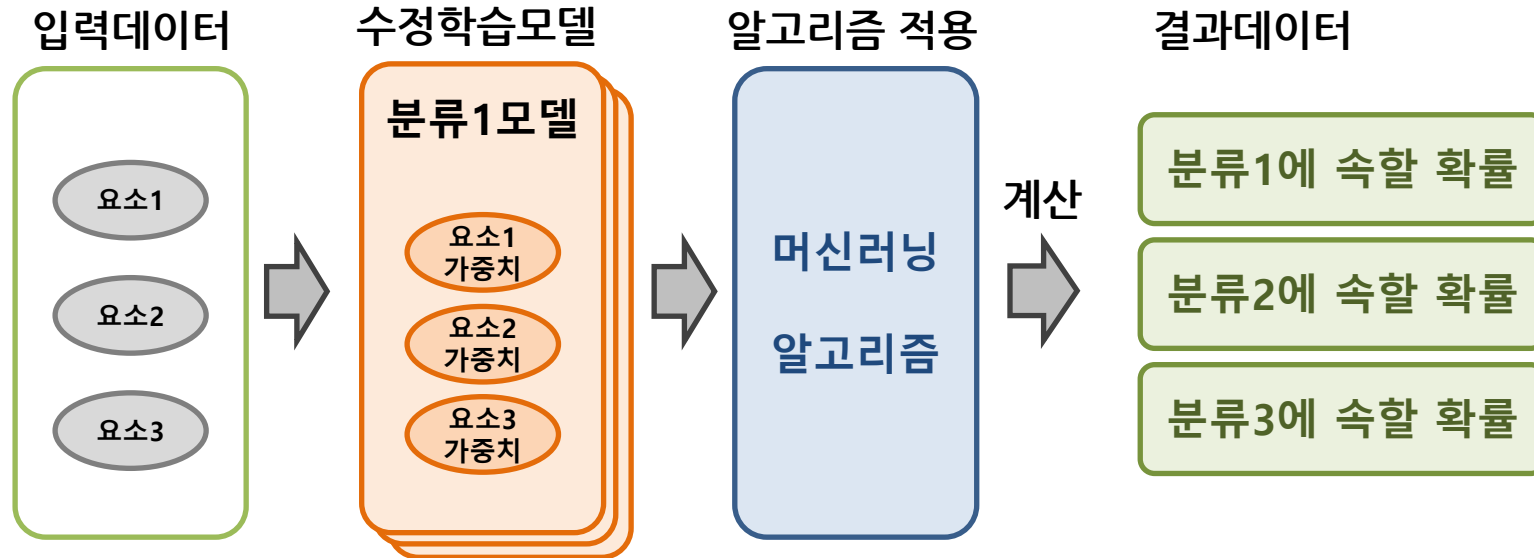 입력데이터
수정학습모델
알고리즘 적용
결과데이터
요소1
요소2
요소3
분류1모델
요소1
가중치
요소2
가중치
요소3
가중치
머신러닝
알고리즘
계산
분류1에 속할 확률
분류2에 속할 확률
분류3에 속할 확률